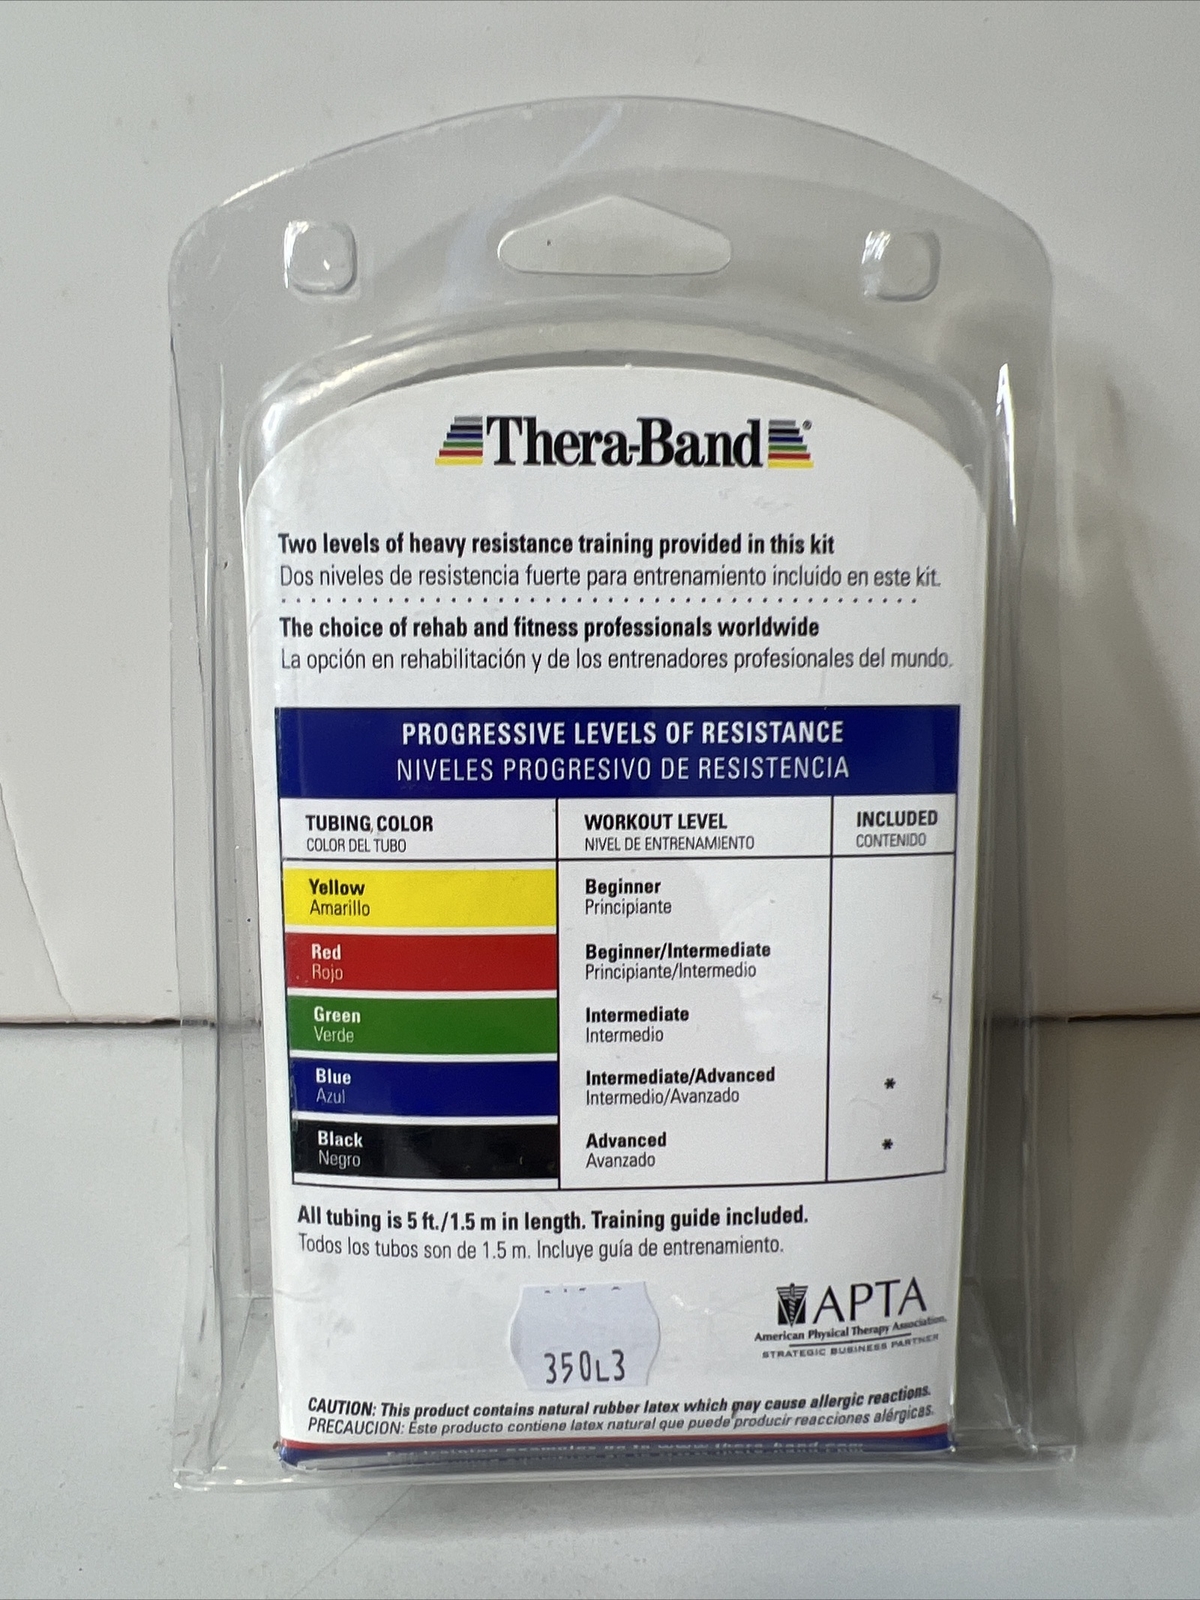 Thera-Band®
Two levels of heavy resistance training provided in this kit
Dos niveles de resistencia fuerte para entrenamiento incluido en este kit.
The choice of rehab and fitness professionals worldwide
La opción en rehabilitación y de los entrenadores profesionales del mundo.
PROGRESSIVE LEVELS OF RESISTANCE
NIVELES PROGRESIVO DE RESISTENCIA
TUBING COLOR WORKOUT LEVEL INCLUDED
COLOR DEL TUBO NIVEL DE ENTRENAMIENTO CONTENIDO
Yellow Beginner
Amarillo Principiante
Red Beginner/Intermediate
Rojo Principiante/Intermedio
Green Intermediate
Verde Intermedio
Blue Intermediate/Advanced *
Azul Intermedio/Avanzado
Black Advanced *
Negro Avanzado
All tubing is 5 ft./1.5 m in length. Training guide included.
Todos los tubos son de 1.5 m. Incluye guía de entrenamiento.
APTA
American Physical Therapy Association.
STRATEGIC BUSINESS PARTNER
350L3
CAUTION: This product contains natural rubber latex which may cause allergic reactions.
PRECAUCION: Este producto contiene latex natural que puede producir reacciones alérgicas.